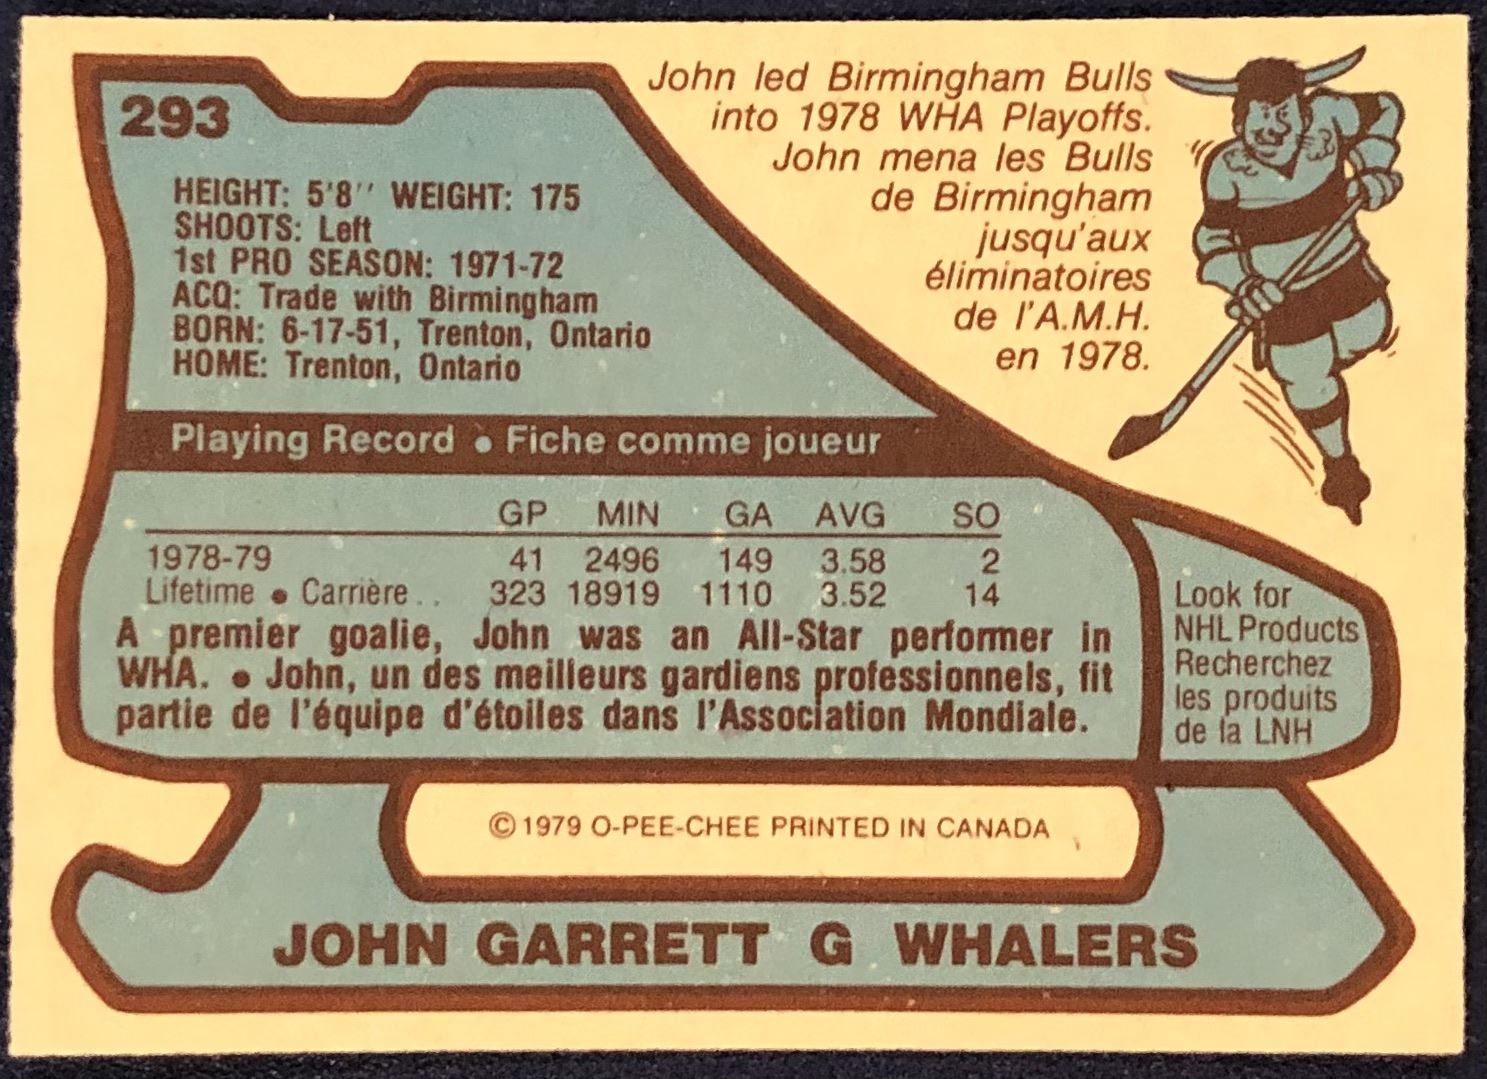 293
HEIGHT: 5'8" WEIGHT: 175
SHOOTS: Left
1st PRO SEASON: 1971-72
ACQ: Trade with Birmingham
BORN: 6-17-51, Trenton, Ontario
HOME: Trenton, Ontario
John led Birmingham Bulls
into 1978 WHA Playoffs.
John mena les Bulls
de Birmingham
jusqu'aux
éliminatoires
de l'A.M.H.
en 1978.
Playing Record • Fiche comme joueur
GP MIN GA AVG SO
1978-79 41 2496 149 3.58 2
Lifetime • Carrière .. 323 18919 1110 3.52 14
A premier goalie, John was an All-Star performer in
WHA. • John, un des meilleurs gardiens professionnels, fit
partie de l'équipe d'étoiles dans l'Association Mondiale.
Look for
NHL Products
Recherchez
les produits
de la LNH
© 1979 O-PEE-CHEE PRINTED IN CANADA
JOHN GARRETT G WHALERS